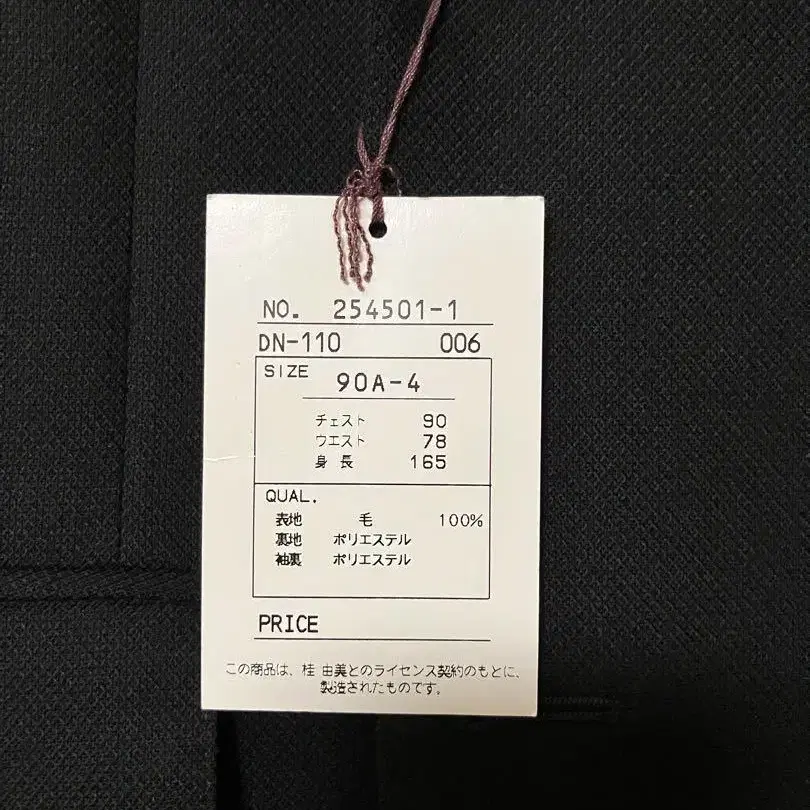 NO. 254501-1
DN-110 006
SIZE 90A-4
チェスト 90
ウエスト 78
身長 165
QUAL.
表地 毛 100%
裏地 ポリエステル
袖裏 ポリエステル
PRICE
この商品は、桂 由美とのライセンス契約のもとに、
製造されたものです。